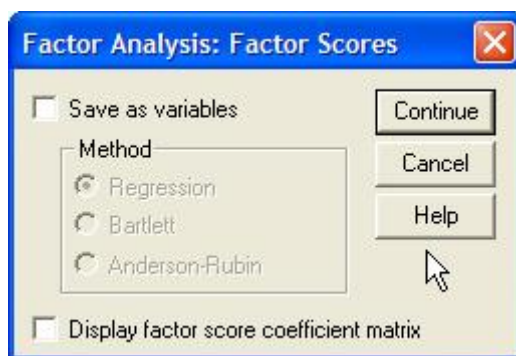 Factor Analysis: Factor Scores
Save as variables
Method
Regression
Bartlett
Anderson-Rubin
Display factor score coefficient matrix
Continue
Cancel
Help